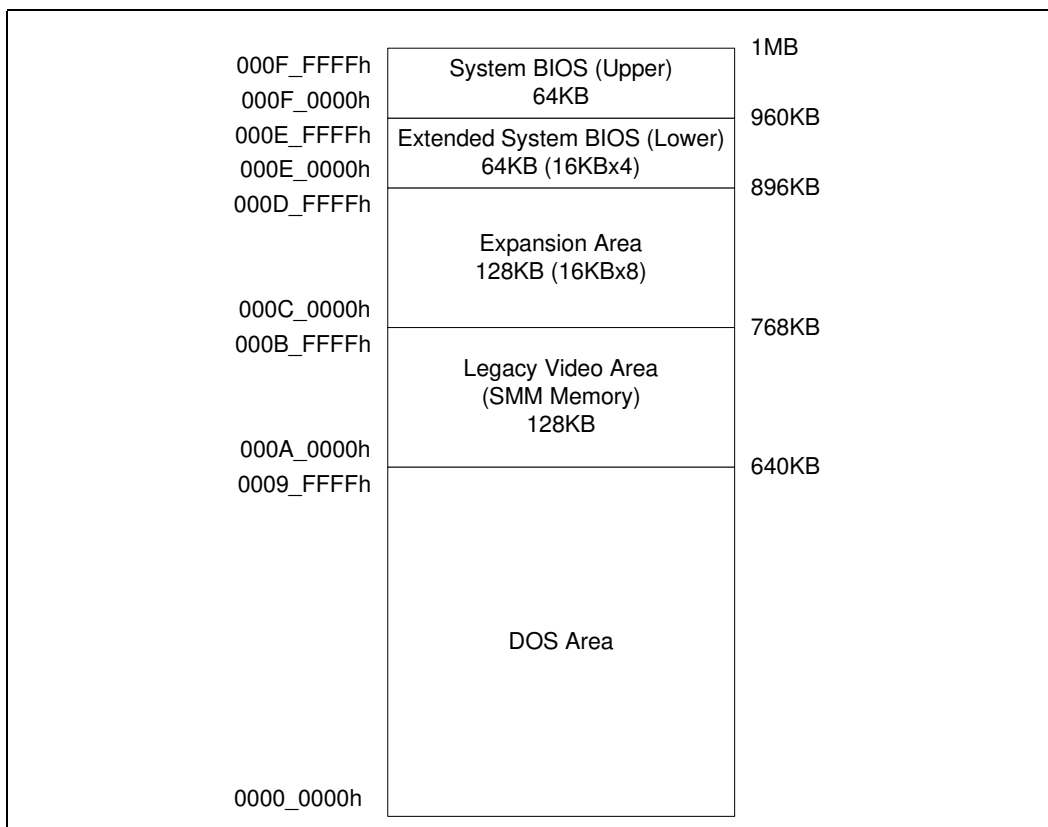 1MB
000F_FFFFh
System BIOS (Upper)
64KB
000F_0000h
960KB
000E_FFFFh
Extended System BIOS (Lower)
64KB (16KBx4)
000E_0000h
896KB
000D_FFFFh
Expansion Area
128KB (16KBx8)
000C_0000h
768KB
000B_FFFFh
Legacy Video Area
(SMM Memory)
128KB
000A_0000h
640KB
0009_FFFFh
DOS Area
0000_0000h